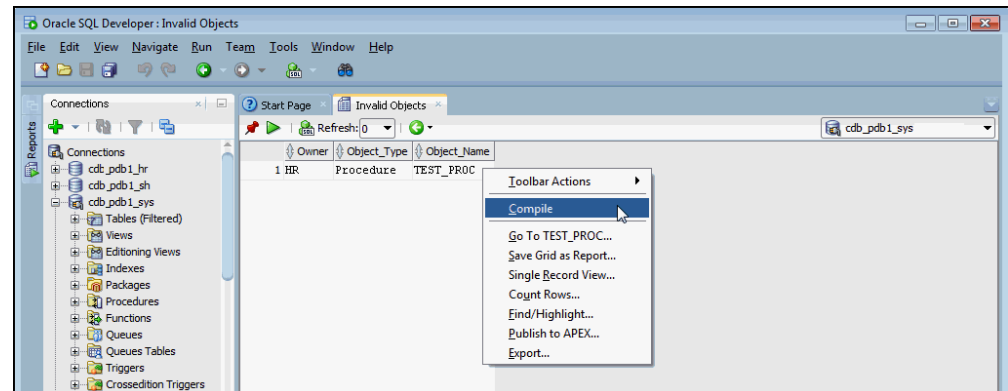 Oracle SQL Developer : Invalid Objects
File Edit View Navigate Run Team Tools Window Help
SQL
Connections
Start Page
Invalid Objects
Reports
Refresh: 0
cdb_pdb1_sys
Connections
cdb_pdb1_hr
cdb_pdb1_sh
cdb_pdb1_sys
Tables (Filtered)
Views
Editioning Views
Indexes
Packages
Procedures
Functions
Queues
Queues Tables
Triggers
Crossedition Triggers
Owner Object_Type Object_Name
1 HR Procedure TEST_PROC
Toolbar Actions
Compile
Go To TEST_PROC...
Save Grid as Report...
Single Record View...
Count Rows...
Find/Highlight...
Publish to APEX...
Export...